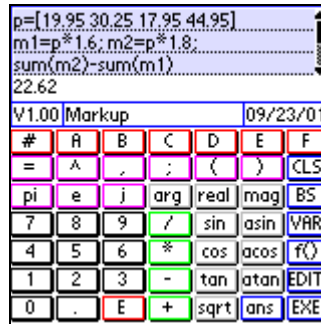 p=[19.95 30.25 17.95 44.95]
m1=p*1.6; m2=p*1.8;
sum(m2)-sum(m1)
22.62
V1.00 Markup 09/23/01
# A B C D E F
= ^ , ; ( ) CLS
pi e j arg real mag BS
7 8 9 / sin asin VAR
4 5 6 * cos acos f()
1 2 3 - tan atan EDIT
0 . E + sqrt ans EXE